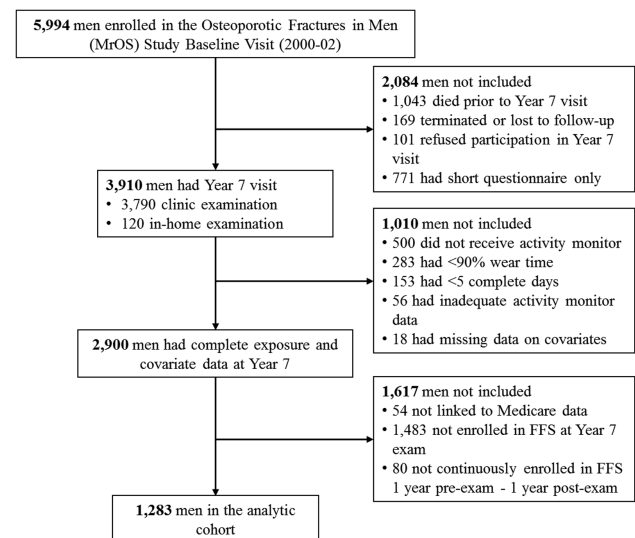 5,994 men enrolled in the Osteoporotic Fractures in Men
(MrOS) Study Baseline Visit (2000-02)
2,084 men not included
• 1,043 died prior to Year 7 visit
• 169 terminated or lost to follow-up
• 101 refused participation in Year 7
visit
• 771 had short questionnaire only
3,910 men had Year 7 visit
• 3,790 clinic examination
• 120 in-home examination
1,010 men not included
• 500 did not receive activity monitor
• 283 had <90% wear time
• 153 had <5 complete days
• 56 had inadequate activity monitor
data
• 18 had missing data on covariates
2,900 men had complete exposure and
covariate data at Year 7
1,617 men not included
• 54 not linked to Medicare data
• 1,483 not enrolled in FFS at Year 7
exam
• 80 not continuously enrolled in FFS
1 year pre-exam - 1 year post-exam
1,283 men in the analytic
cohort